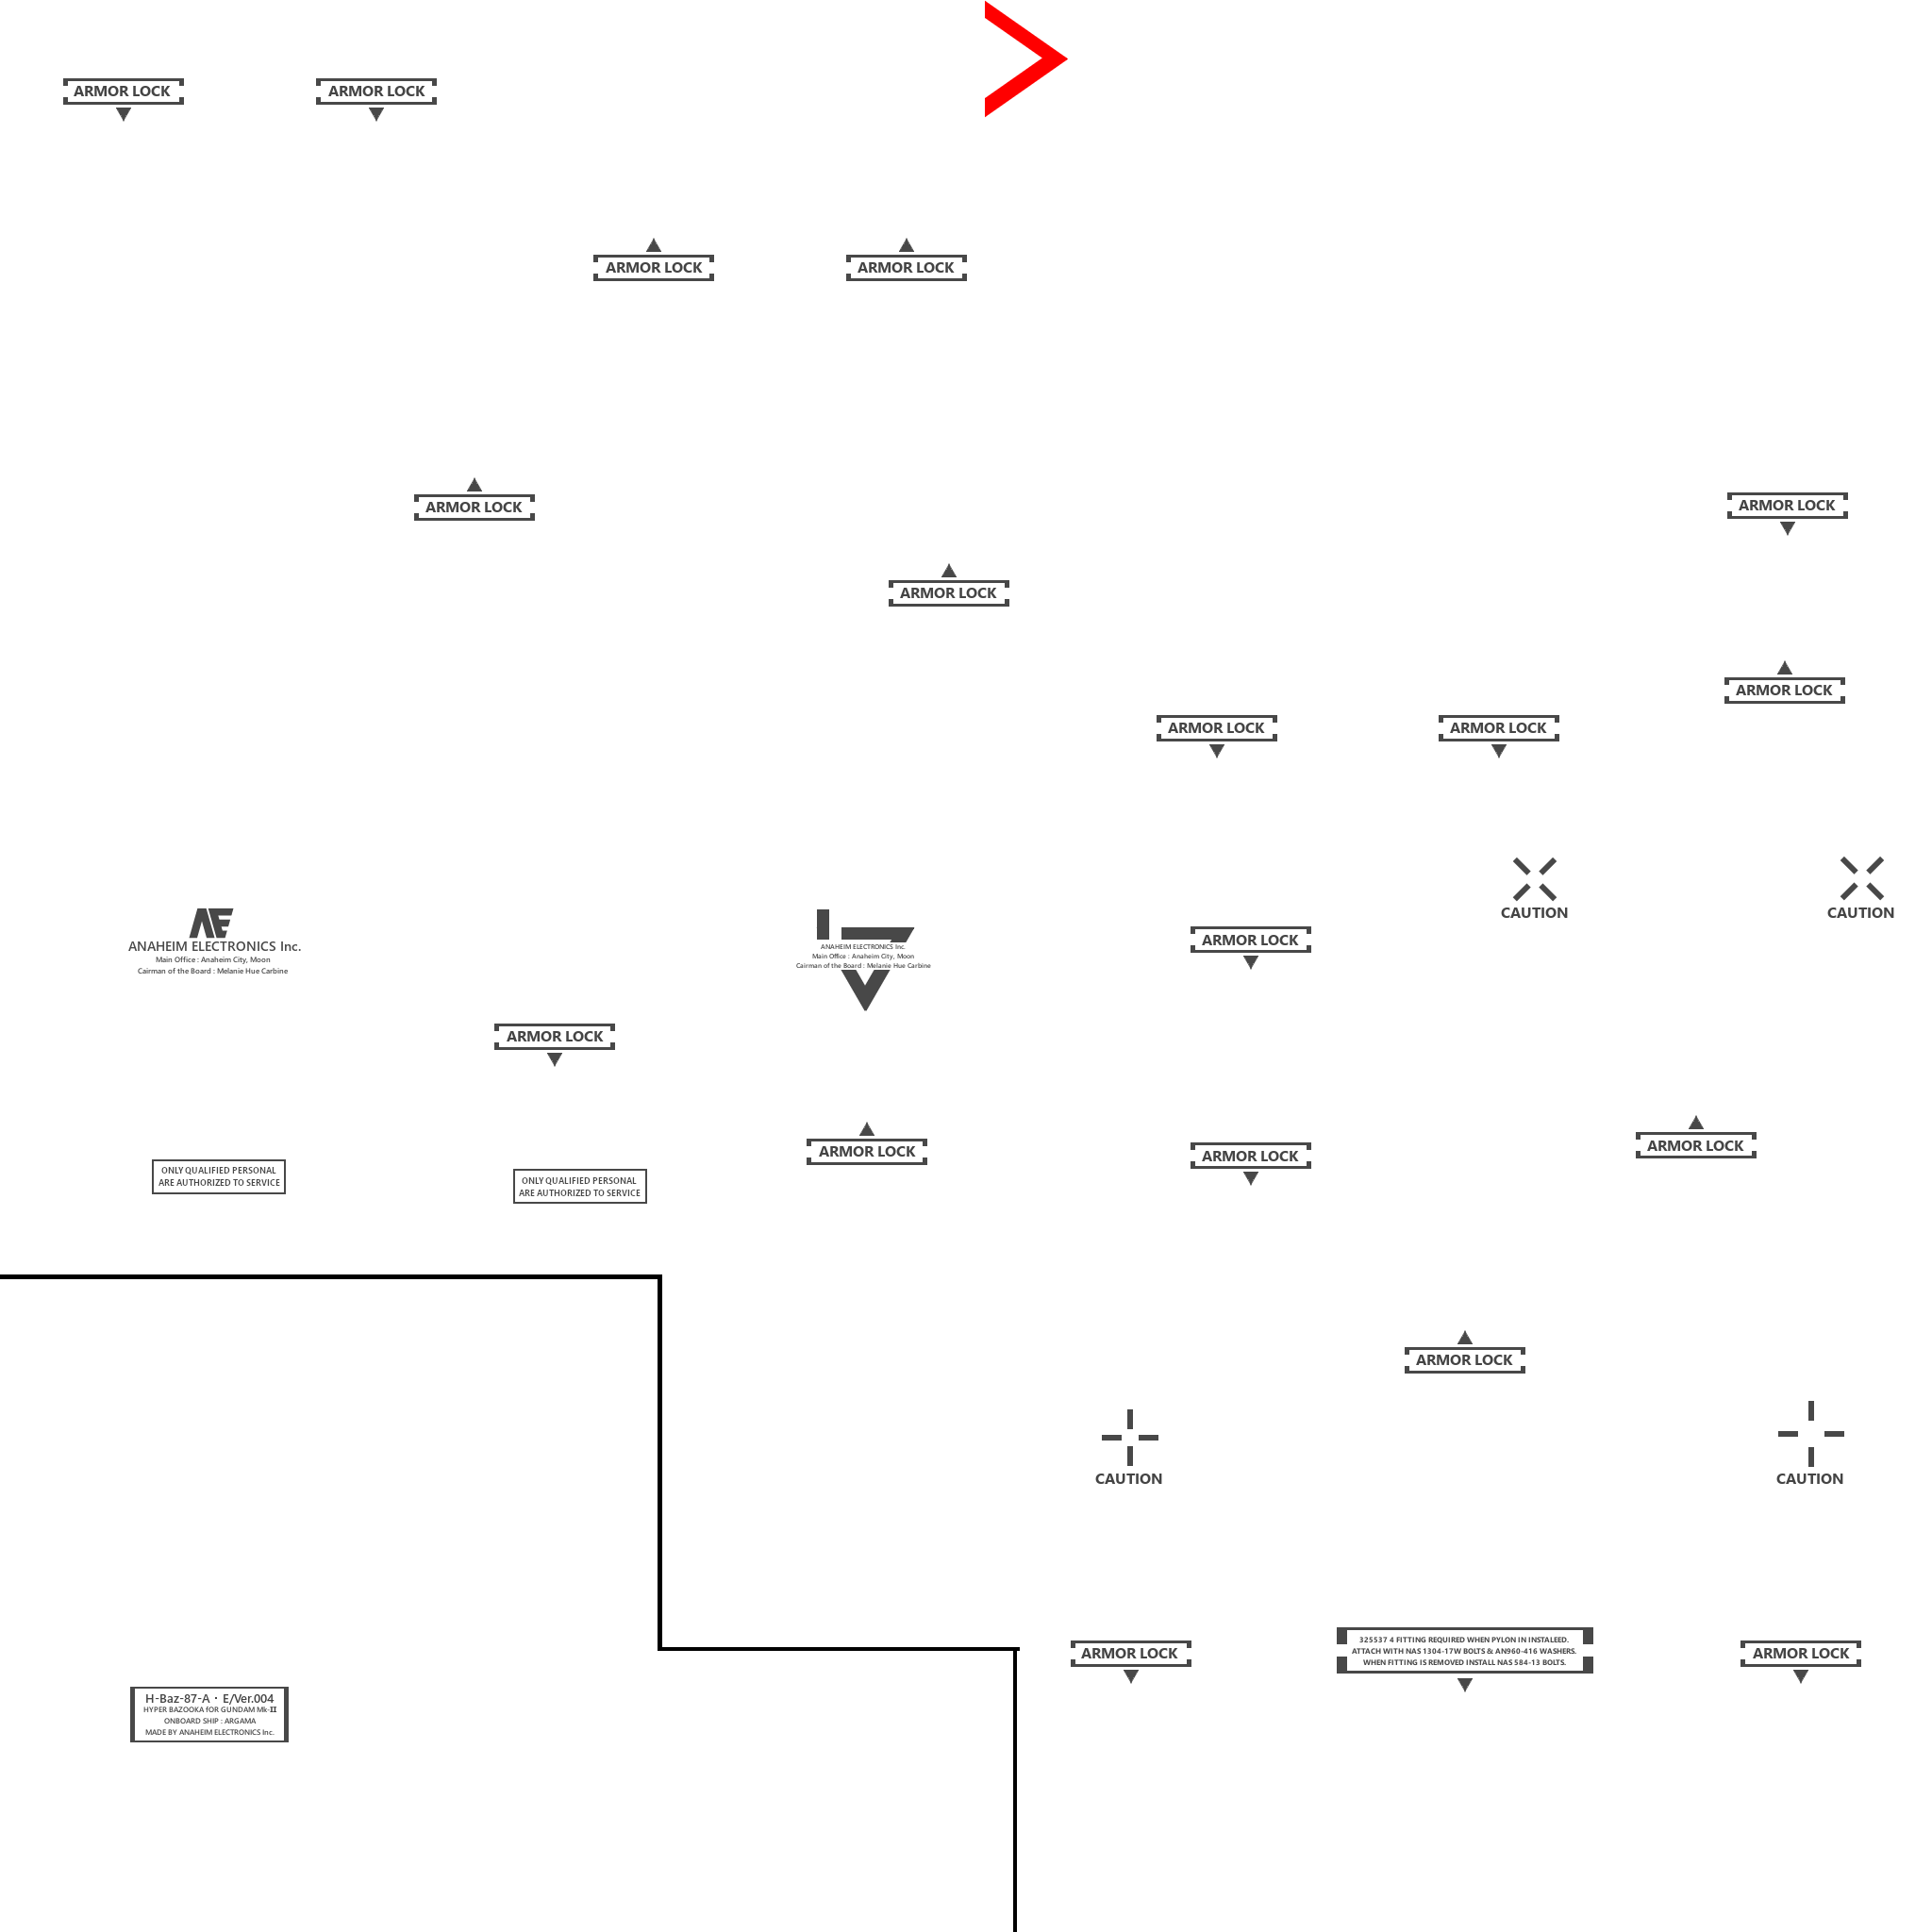 ARMOR LOCK
ARMOR LOCK
ARMOR LOCK
ARMOR LOCK
ARMOR LOCK
ARMOR LOCK
ARMOR LOCK
ARMOR LOCK
ARMOR LOCK
ARMOR LOCK
CAUTION
CAUTION
ANAHEIM ELECTRONICS Inc.
Main Office : Anaheim City, Moon
Cairman of the Board : Melanie Hue Carbine
ANAHEIM ELECTRONICS Inc.
Main Office : Anaheim City, Moon
Cairman of the Board : Melanie Hue Carbine
ARMOR LOCK
ARMOR LOCK
ARMOR LOCK
ARMOR LOCK
ARMOR LOCK
ONLY QUALIFIED PERSONAL
ARE AUTHORIZED TO SERVICE
ONLY QUALIFIED PERSONAL
ARE AUTHORIZED TO SERVICE
ARMOR LOCK
CAUTION
CAUTION
ARMOR LOCK
325537 4 FITTING REQUIRED WHEN PYLON IN INSTALEED.
ATTACH WITH NAS 1304-17W BOLTS & AN960-416 WASHERS.
WHEN FITTING IS REMOVED INSTALL NAS 584-13 BOLTS.
ARMOR LOCK
H-Baz-87-A・E/Ver.004
HYPER BAZOOKA fOR GUNDAM Mk-II
ONBOARD SHIP : ARGAMA
MADE BY ANAHEIM ELECTRONICS Inc.